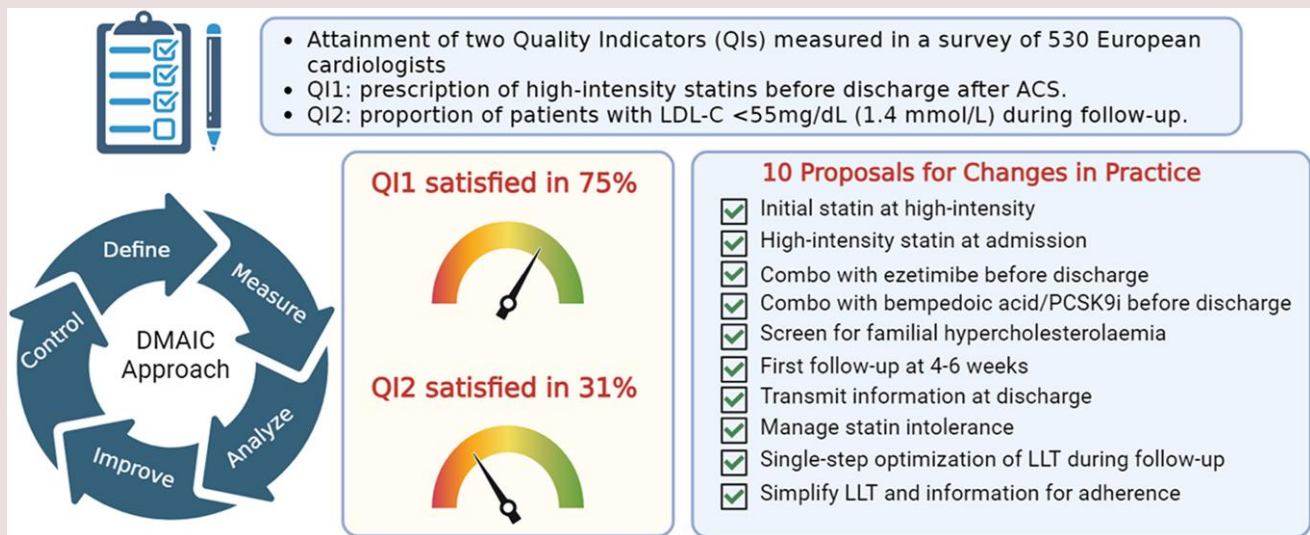 • Attainment of two Quality Indicators (QIs) measured in a survey of 530 European
cardiologists
• QI1: prescription of high-intensity statins before discharge after ACS.
• QI2: proportion of patients with LDL-C <55mg/dL (1.4 mmol/L) during follow-up.
Define
Measure
Analyze
Improve
Control
DMAIC
Approach
QI1 satisfied in 75%
QI2 satisfied in 31%
10 Proposals for Changes in Practice
Initial statin at high-intensity
High-intensity statin at admission
Combo with ezetimibe before discharge
Combo with bempedoic acid/PCSK9i before discharge
Screen for familial hypercholesterolaemia
First follow-up at 4-6 weeks
Transmit information at discharge
Manage statin intolerance
Single-step optimization of LLT during follow-up
Simplify LLT and information for adherence